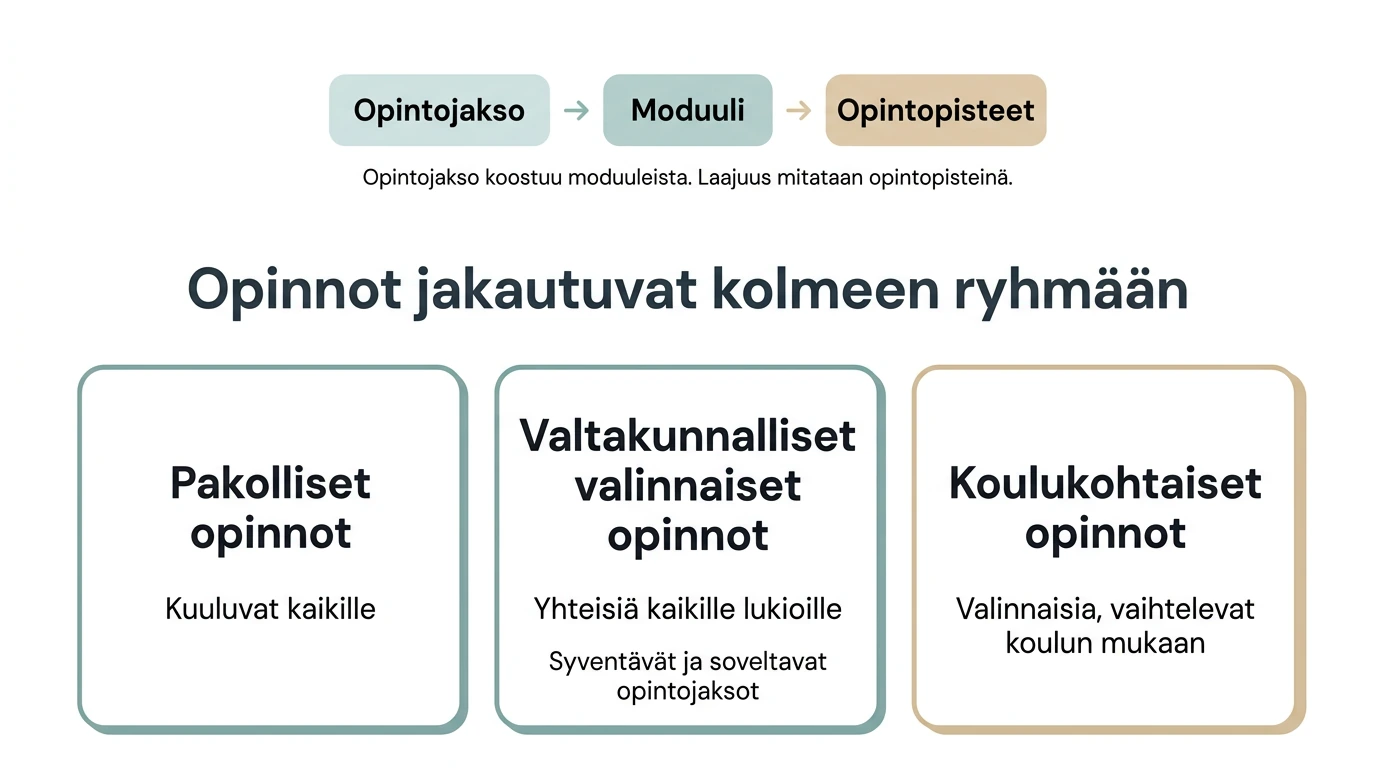 Opintojakso → Moduuli → Opintopisteet
Opintojakso koostuu moduuleista. Laajuus mitataan opintopisteinä.
Opinnot jakautuvat kolmeen ryhmään
Pakolliset
opinnot
Kuuluvat kaikille
Valtakunnalliset
valinnaiset
opinnot
Yhteisiä kaikille lukioille
Syventävät ja soveltavat
opintojaksot
Koulukohtaiset
opinnot
Valinnaisia, vaihtelevat
koulun mukaan